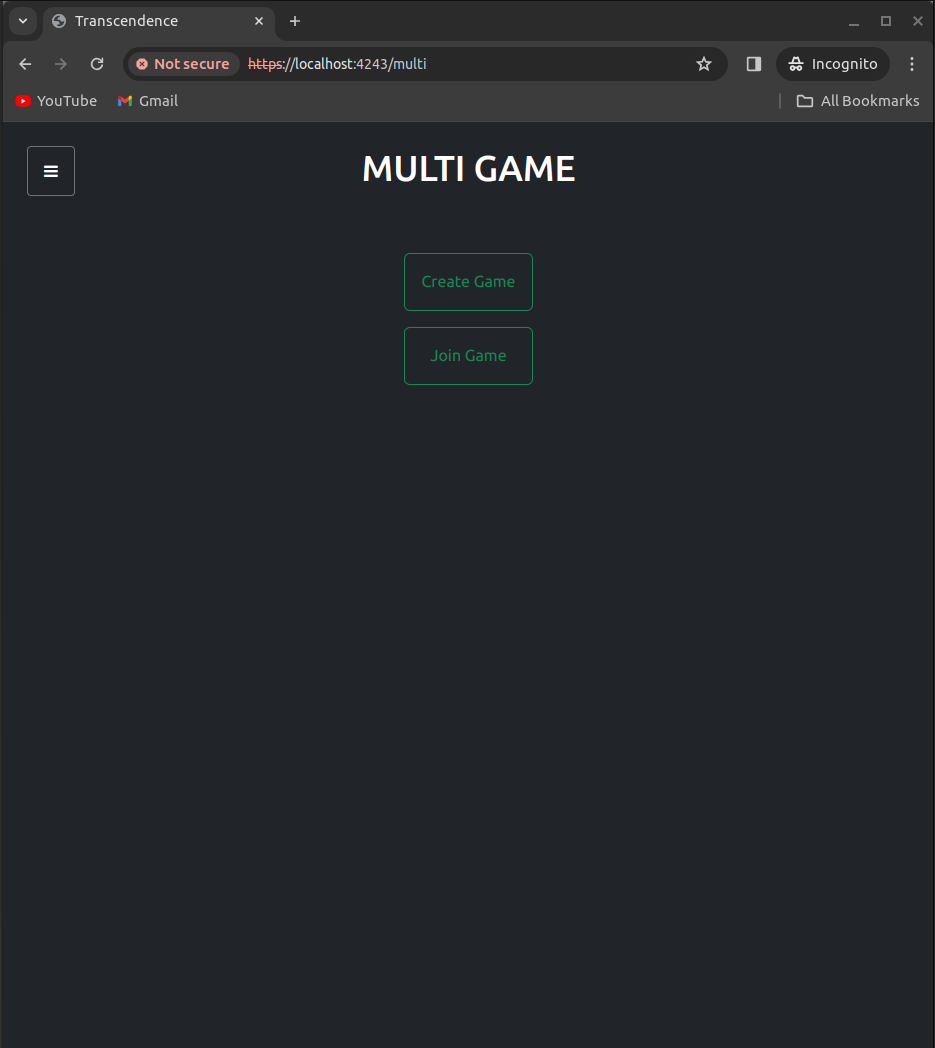 Transcendence
Not secure https://localhost:4243/multi Incognito
YouTube Gmail All Bookmarks
MULTI GAME
Create Game
Join Game